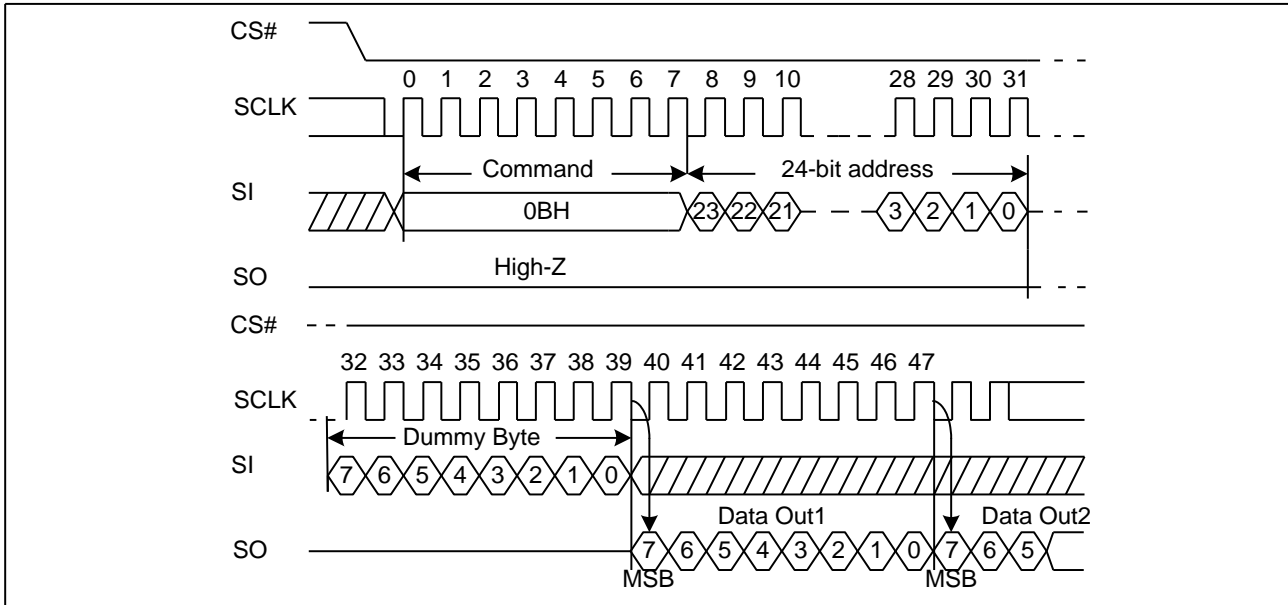 CS#
0 1 2 3 4 5 6 7 8 9 10 28 29 30 31
SCLK
Command 24-bit address
SI
0BH 23 22 21 3 2 1 0
High-Z
SO
CS#
32 33 34 35 36 37 38 39 40 41 42 43 44 45 46 47
SCLK
Dummy Byte
SI
7 6 5 4 3 2 1 0
Data Out1 Data Out2
SO
7 6 5 4 3 2 1 0 7 6 5
MSB MSB